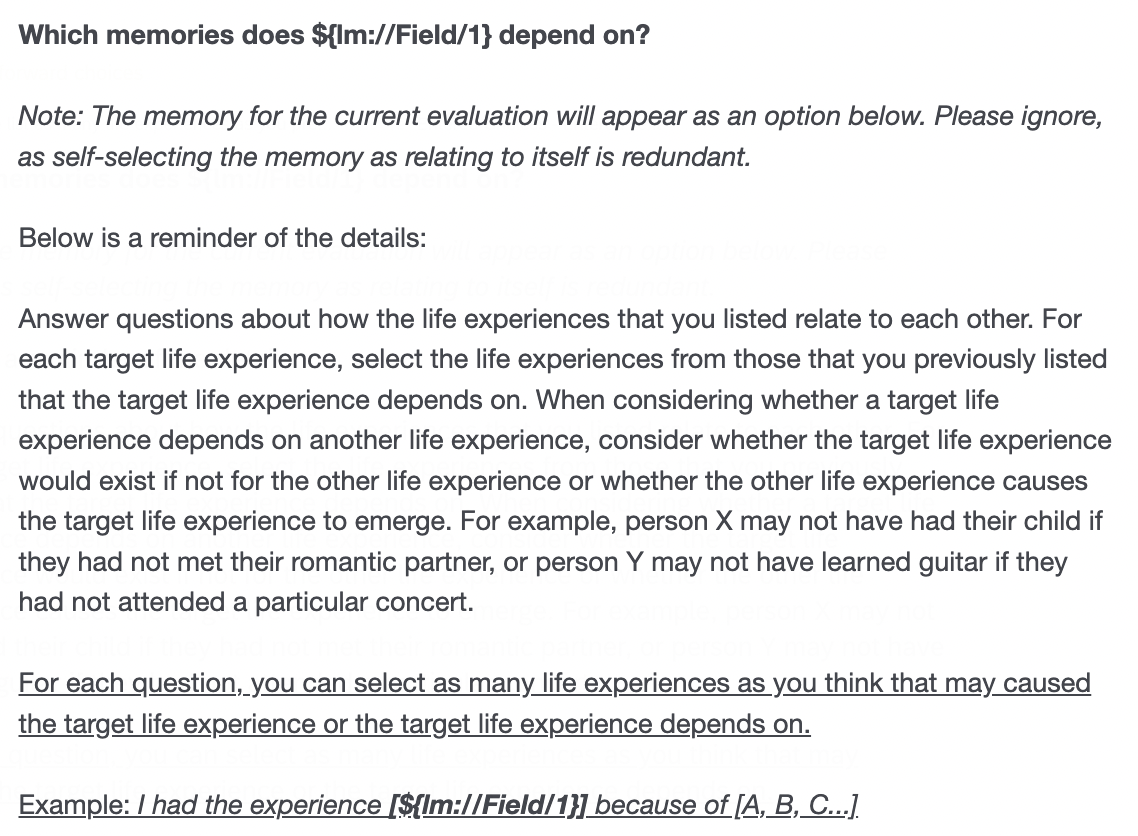 Which memories does ${lm://Field/1} depend on?
Note: The memory for the current evaluation will appear as an option below. Please ignore,
as self-selecting the memory as relating to itself is redundant.
Below is a reminder of the details:
Answer questions about how the life experiences that you listed relate to each other. For
each target life experience, select the life experiences from those that you previously listed
that the target life experience depends on. When considering whether a target life
experience depends on another life experience, consider whether the target life experience
would exist if not for the other life experience or whether the other life experience causes
the target life experience to emerge. For example, person X may not have had their child if
they had not met their romantic partner, or person Y may not have learned guitar if they
had not attended a particular concert.
For each question, you can select as many life experiences as you think that may caused
the target life experience or the target life experience depends on.
Example: I had the experience [${lm://Field/1}] because of [A, B, C...]